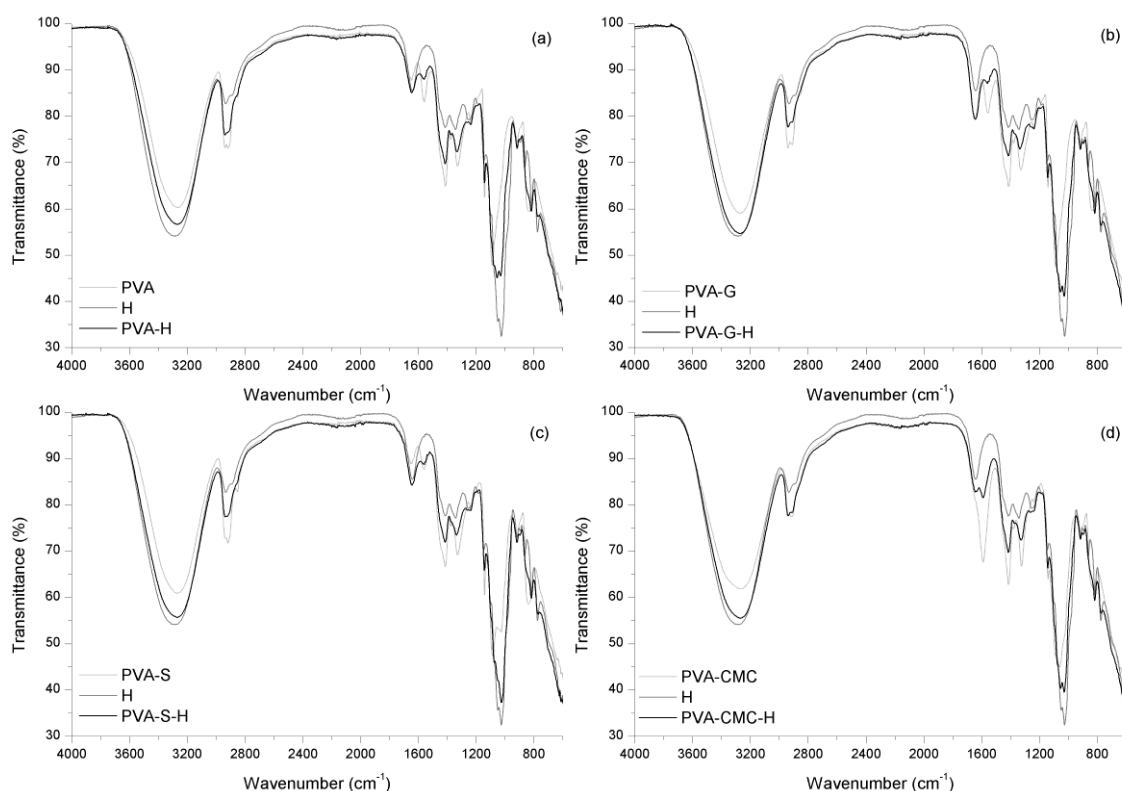 100
(a)
90
80
70
60
50
40
30
Transmittance (%)
PVA
H
PVA-H
4000 3600 3200 2800 2400 2000 1600 1200 800
Wavenumber (cm⁻¹)
100
(b)
90
80
70
60
50
40
30
Transmittance (%)
PVA-G
H
PVA-G-H
4000 3600 3200 2800 2400 2000 1600 1200 800
Wavenumber (cm⁻¹)
100
(c)
90
80
70
60
50
40
30
Transmittance (%)
PVA-S
H
PVA-S-H
4000 3600 3200 2800 2400 2000 1600 1200 800
Wavenumber (cm⁻¹)
100
(d)
90
80
70
60
50
40
30
Transmittance (%)
PVA-CMC
H
PVA-CMC-H
4000 3600 3200 2800 2400 2000 1600 1200 800
Wavenumber (cm⁻¹)